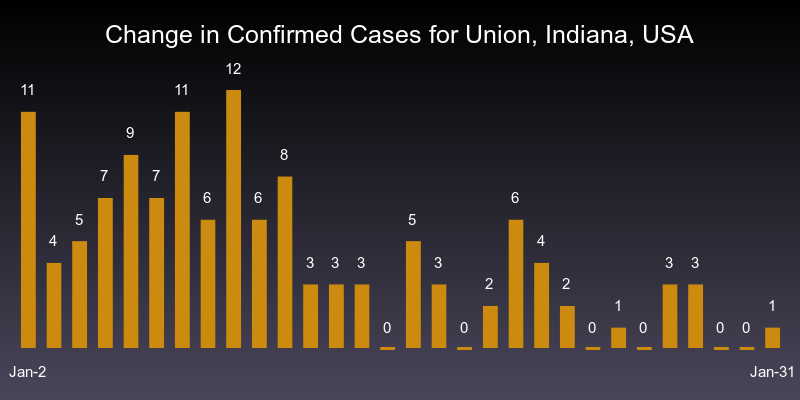 Change in Confirmed Cases for Union, Indiana, USA
11 4 5 7 9 7 11 6 12 6 8 3 3 3 0 5 3 0 2 6 4 2 0 1 0 3 3 0 0 1
Jan-2 Jan-31